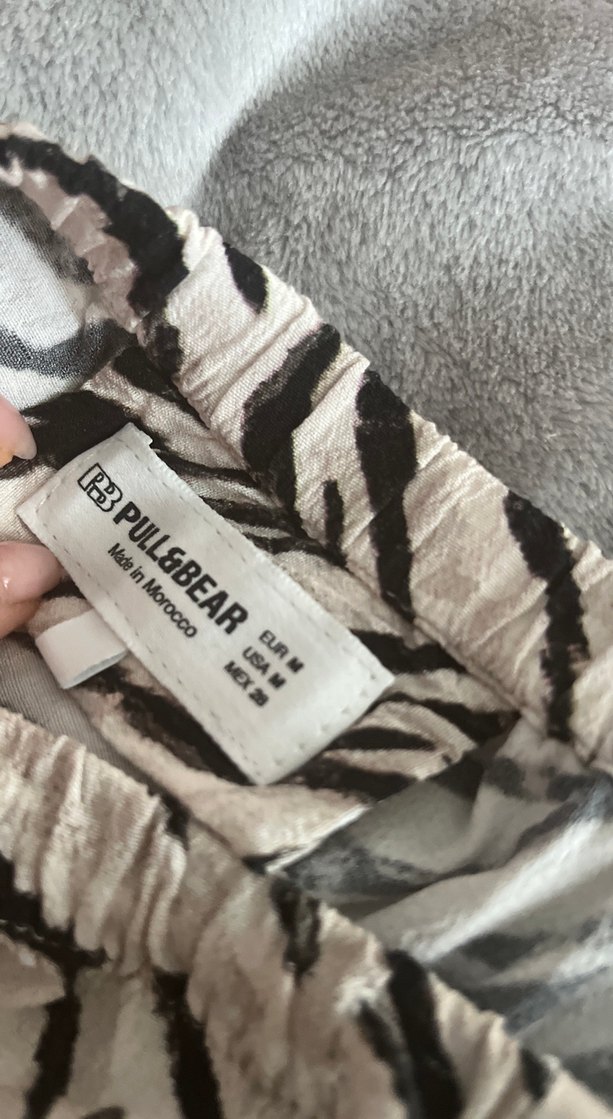 PB PULL&BEAR
Made in Morocco
EUR M
USA M
MEX 28